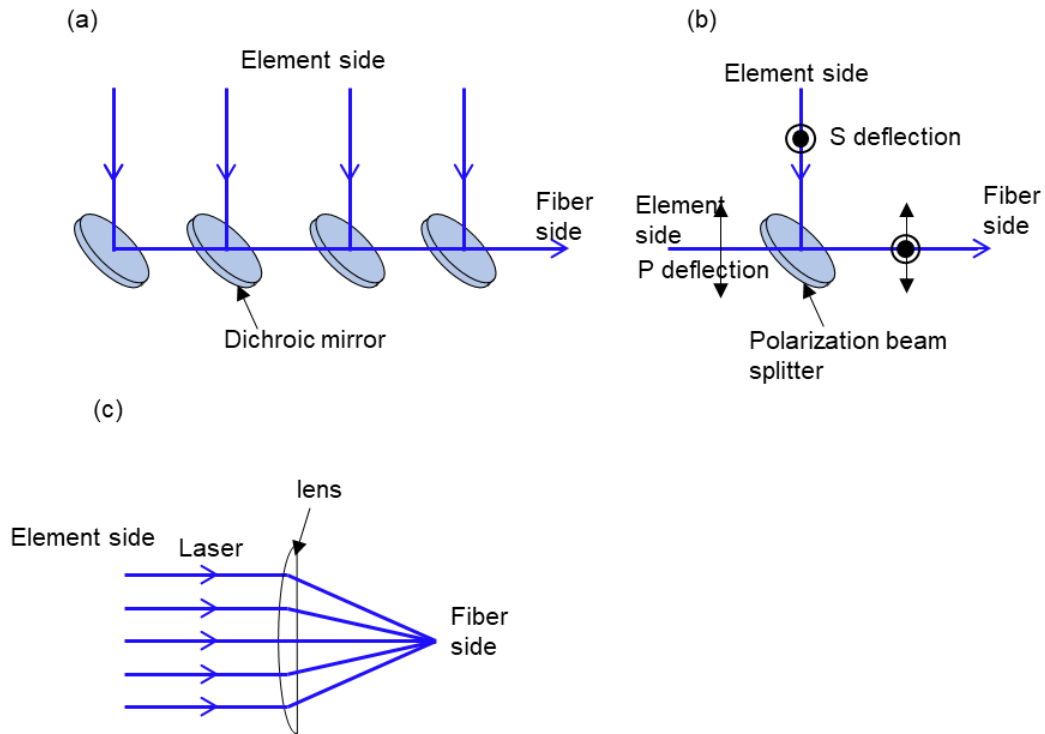 (a)
Element side
Fiber
side
Dichroic mirror
(b)
Element side
S deflection
Element
side
P deflection
Fiber
side
Polarization beam
splitter
(c)
lens
Element side
Laser
Fiber
side